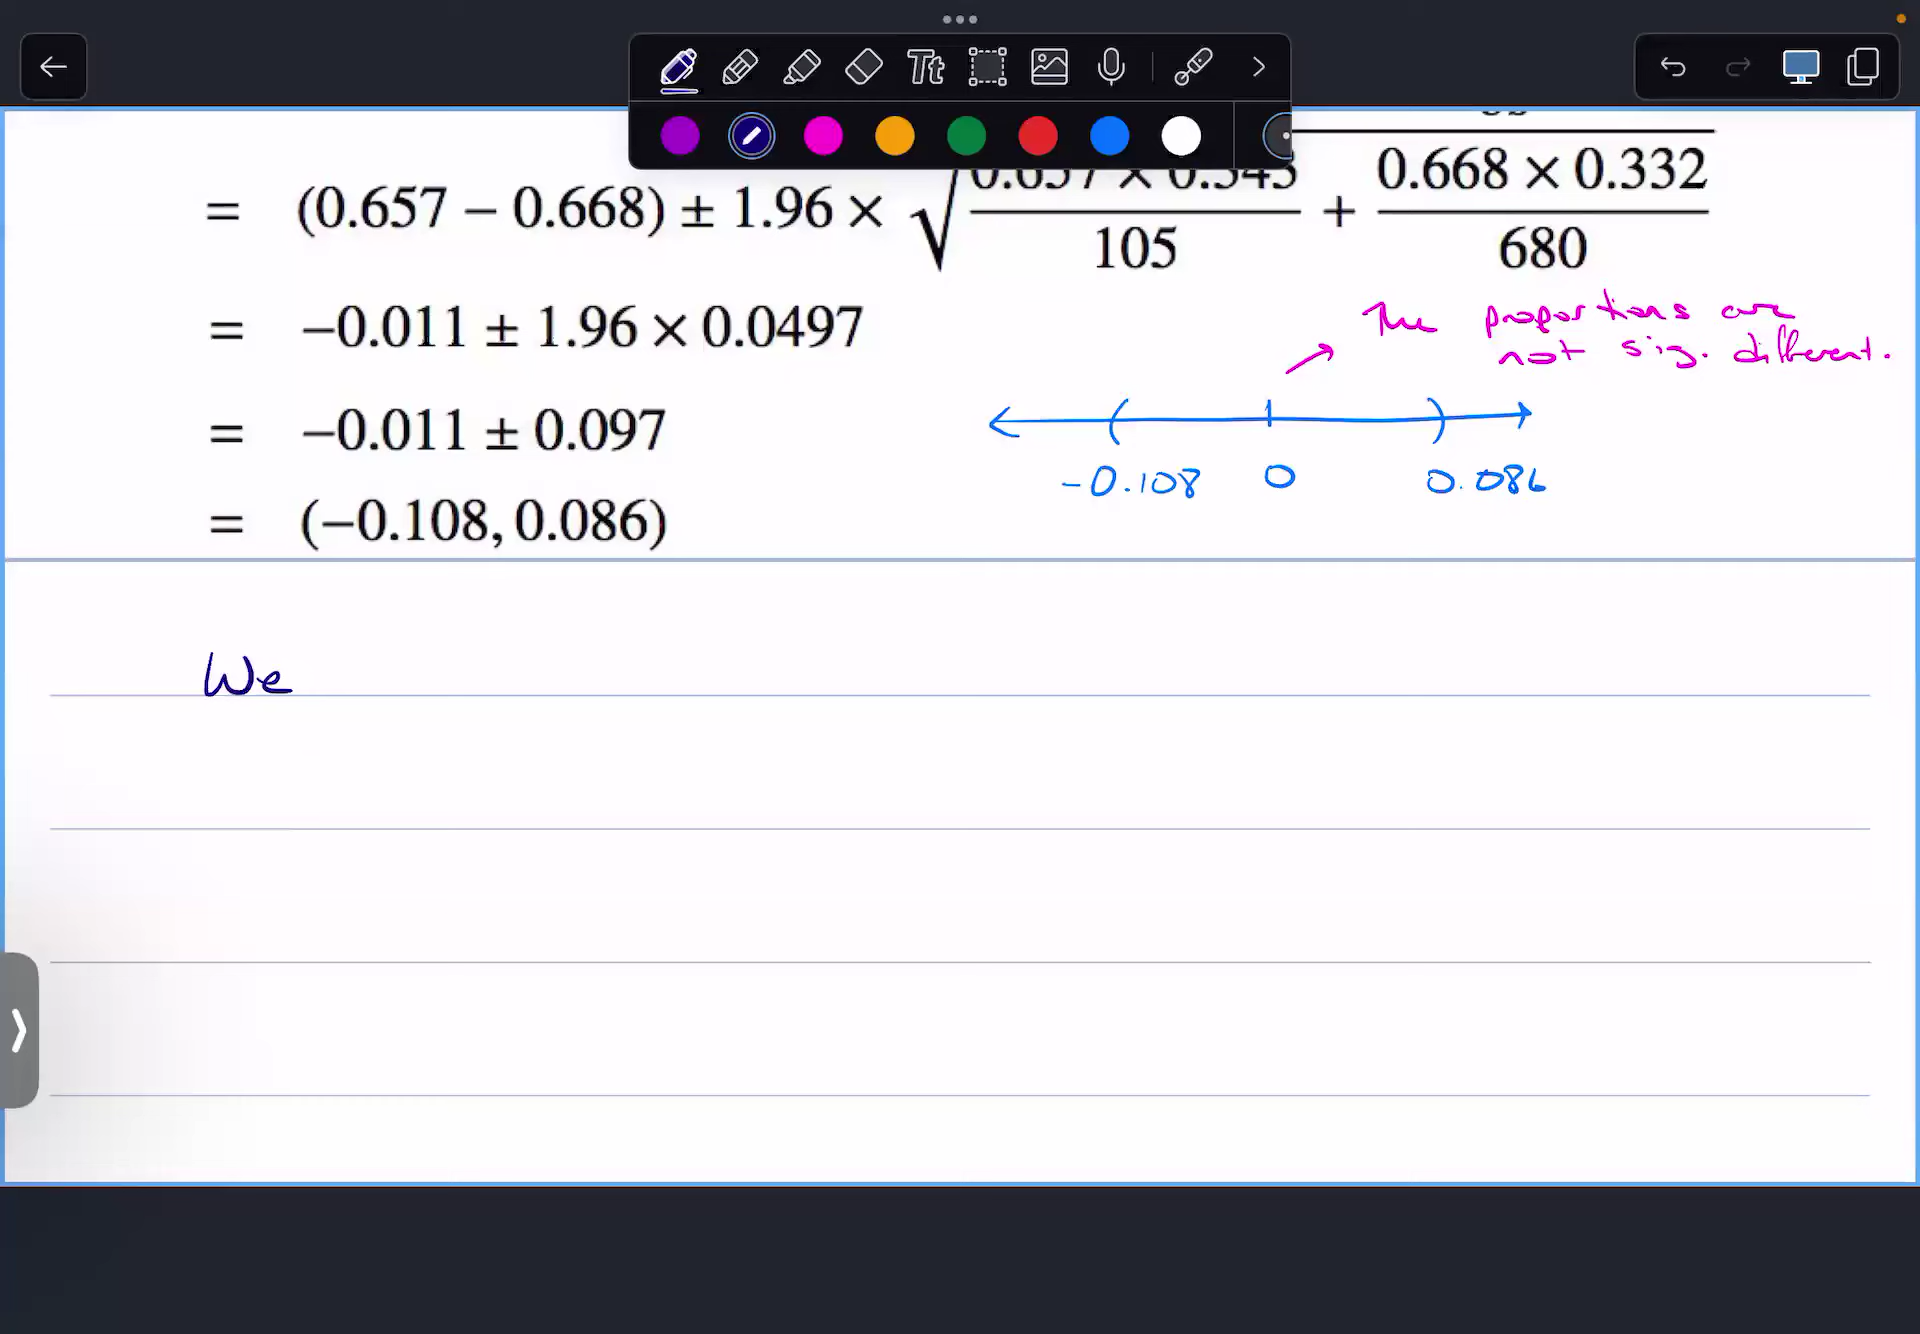 Tt
= (0.657 − 0.668) ± 1.96 × √ 0.657 × 0.343 / 105 + 0.668 × 0.332 / 680
= −0.011 ± 1.96 × 0.0497
The proportions are
not sig. different.
= −0.011 ± 0.097
-0.108 0 0.086
= (−0.108, 0.086)
We